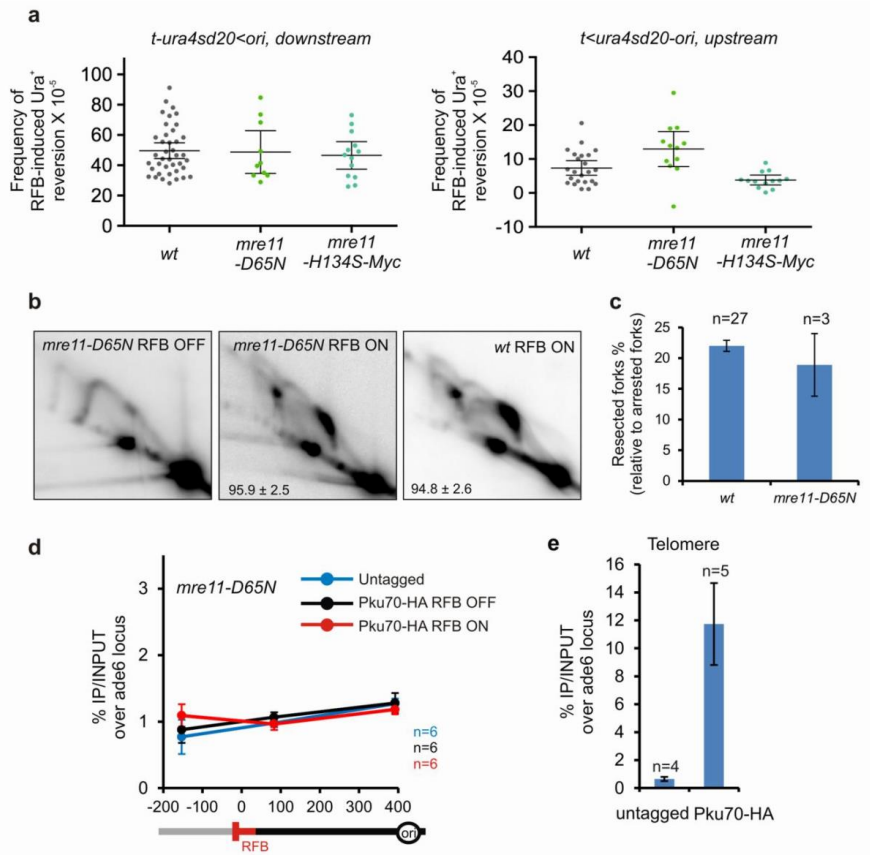 a
t-ura4sd20<ori, downstream
Frequency of
RFB-induced Ura⁺
reversion X 10⁻⁵
100
80
60
40
20
0
wt
mre11
-D65N
mre11
-H134S-Myc
t<ura4sd20-ori, upstream
Frequency of
RFB-induced Ura⁺
reversion X 10⁻⁵
40
30
20
10
0
-10
wt
mre11
-D65N
mre11
-H134S-Myc
b
mre11-D65N RFB OFF
mre11-D65N RFB ON
95.9 ± 2.5
wt RFB ON
94.8 ± 2.6
c
Resected forks %
(relative to arrested forks)
25
20
15
10
5
0
n=27
n=3
wt
mre11-D65N
d
mre11-D65N
Untagged
Pku70-HA RFB OFF
Pku70-HA RFB ON
% IP/INPUT
over ade6 locus
3
2
1
0
n=6
n=6
n=6
-200 -100 0 100 200 300 400
RFB
ori
e
Telomere
% IP/INPUT
over ade6 locus
16
14
12
10
8
6
4
2
0
n=5
n=4
untagged Pku70-HA